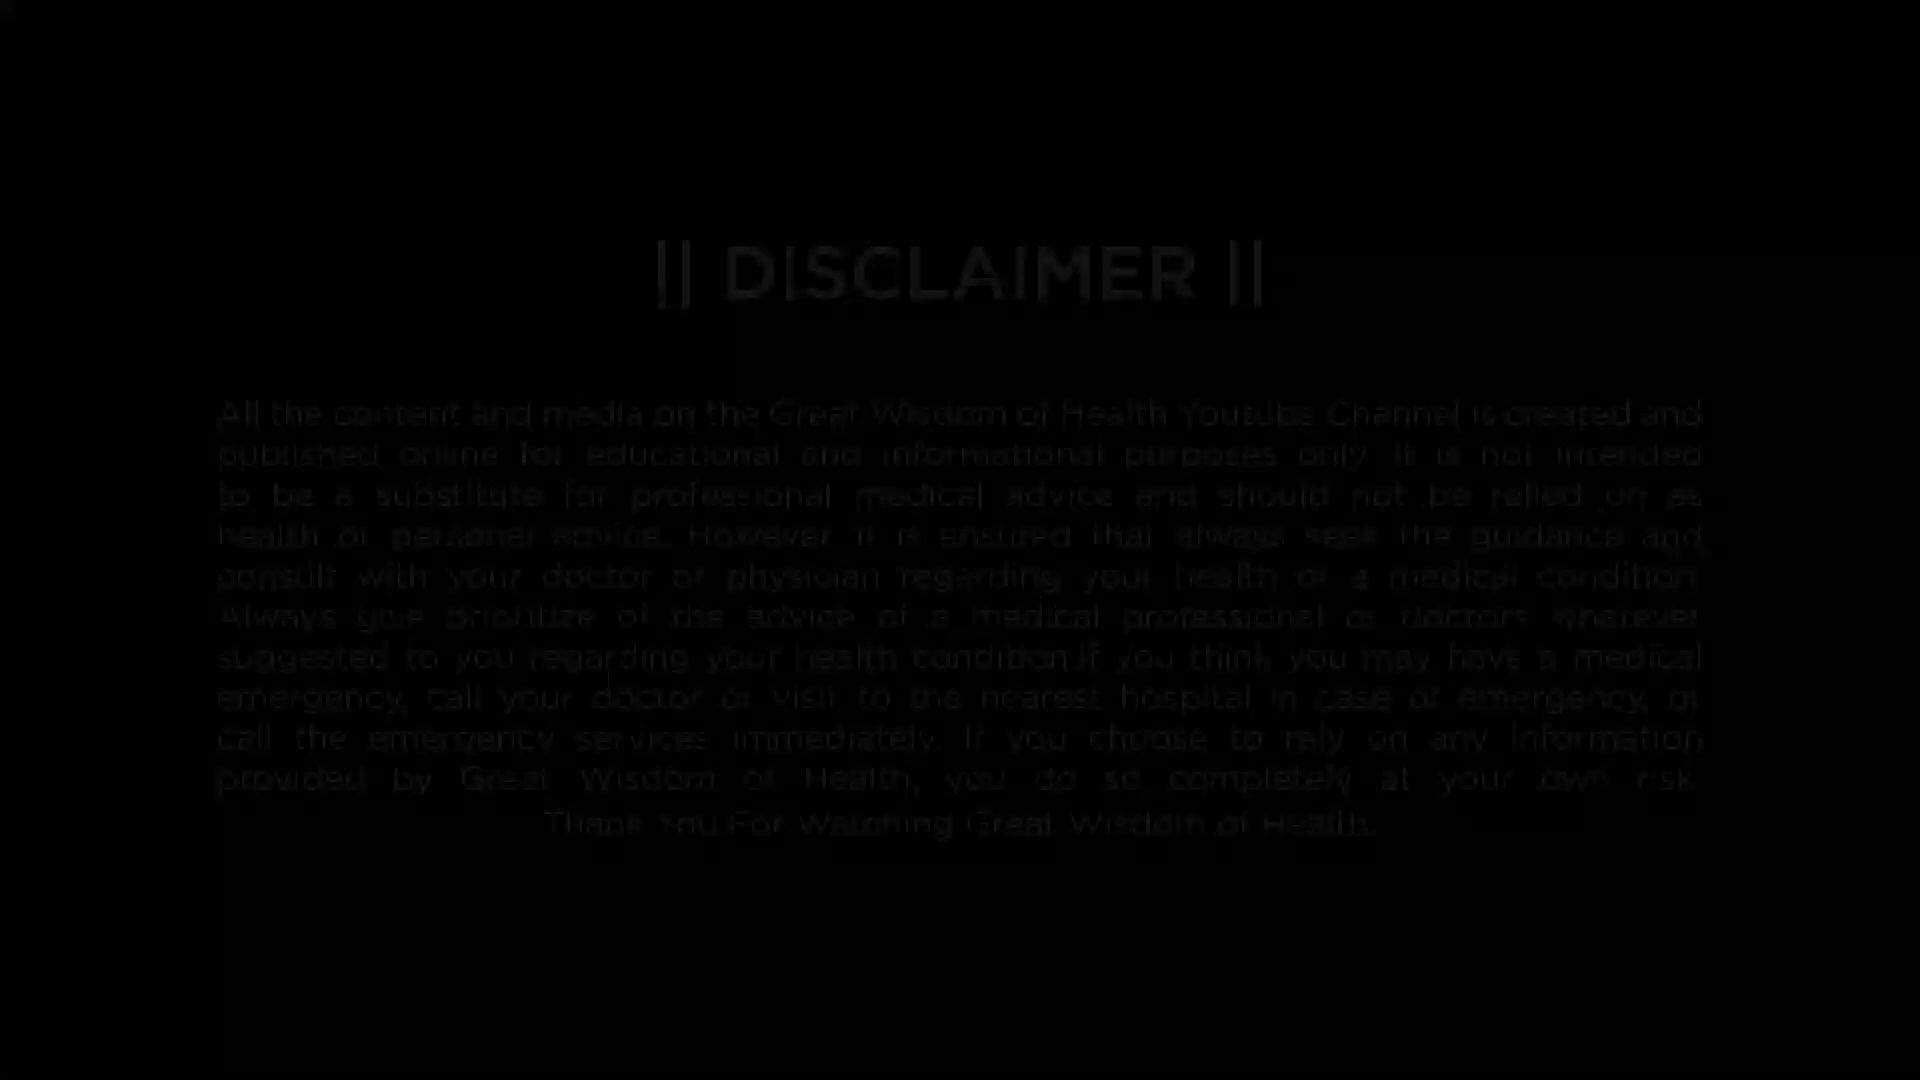 || DISCLAIMER ||
All the content and media on the Great Wisdom of Health Youtube Channel is created and
published online for educational and informational purposes only. It is not intended
to be a substitute for professional medical advice and should not be relied on as
health or personal advice. However it is ensured that always seek the guidance and
consult with your doctor or physician regarding your health or a medical condition.
Always give prioritize of the advice of a medical professional or doctors whatever
suggested to you regarding your health condition.If you think you may have a medical
emergency, call your doctor or visit to the nearest hospital in case of emergency, or
call the emergency services immediately. If you choose to rely on any information
provided by Great Wisdom of Health, you do so completely at your own risk.
Thank You For Watching Great Wisdom of Health.